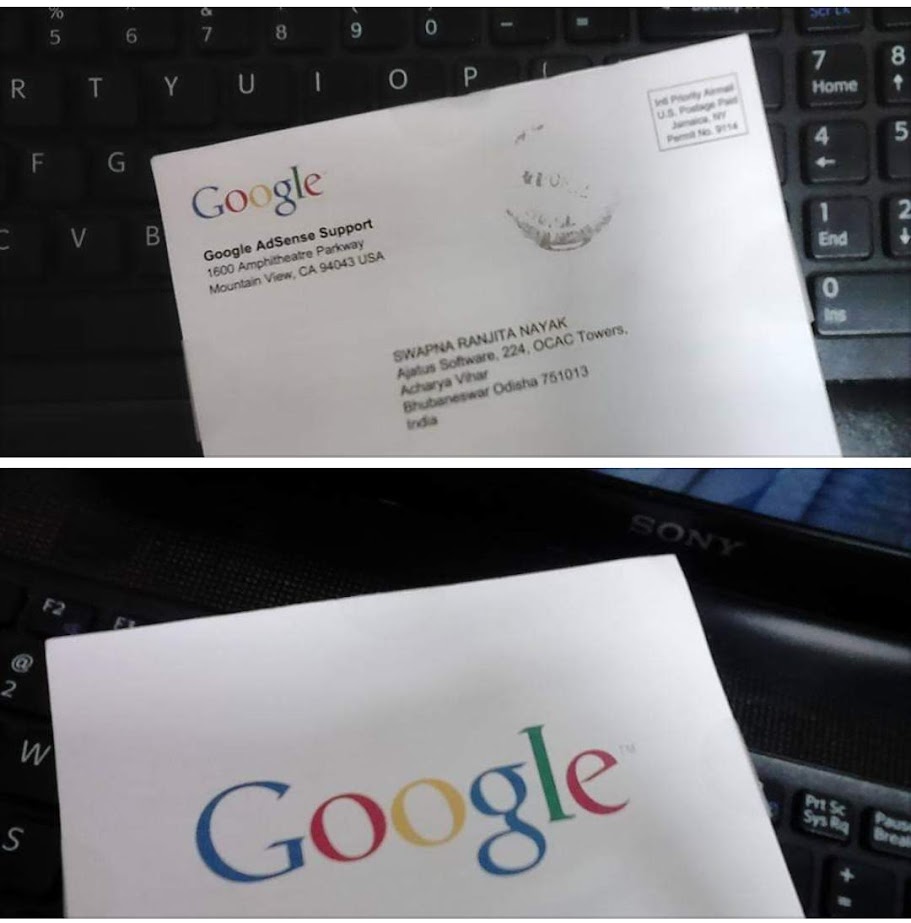 %
5
6
&
7
8
(
9
0
–
=
Scr Lk
R T Y U I O P
7
Home
8
↑
F G
4
←
5
C V B
1
End
2
↓
0
Ins
Google
Google AdSense Support
1600 Amphitheatre Parkway
Mountain View, CA 94043 USA
Intl Priority Airmail
U.S. Postage Paid
Jamaica, NY
Permit No. 9114
SWAPNA RANJITA NAYAK
Ajatus Software, 224, OCAC Towers,
Acharya Vihar
Bhubaneswar Odisha 751013
India
SONY
F2
@
2
W
S
Google™
Prt Sc
Sys Rq
Break
+
=